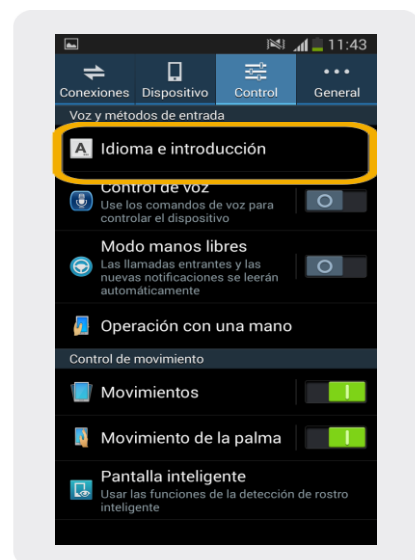 11:43
Conexiones Dispositivo Control General
Voz y métodos de entrada
A Idioma e introducción
Control de voz
Use los comandos de voz para
controlar el dispositivo
Modo manos libres
Las llamadas entrantes y las
nuevas notificaciones se leerán
automáticamente
Operación con una mano
Control de movimiento
Movimientos
Movimiento de la palma
Pantalla inteligente
Usar las funciones de la detección de rostro
inteligente